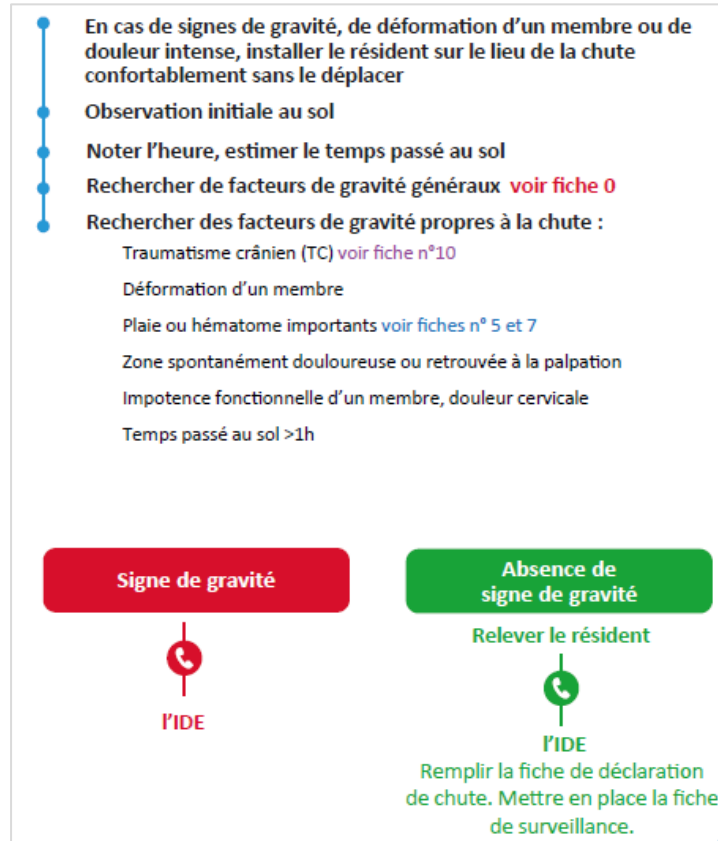 En cas de signes de gravité, de déformation d'un membre ou de
douleur intense, installer le résident sur le lieu de la chute
confortablement sans le déplacer
Observation initiale au sol
Noter l'heure, estimer le temps passé au sol
Rechercher de facteurs de gravité généraux voir fiche 0
Rechercher des facteurs de gravité propres à la chute :
Traumatisme crânien (TC) voir fiche n°10
Déformation d'un membre
Plaie ou hématome importants voir fiches n° 5 et 7
Zone spontanément douloureuse ou retrouvée à la palpation
Impotence fonctionnelle d'un membre, douleur cervicale
Temps passé au sol >1h
Signe de gravité
l'IDE
Absence de
signe de gravité
Relever le résident
l'IDE
Remplir la fiche de déclaration
de chute. Mettre en place la fiche
de surveillance.